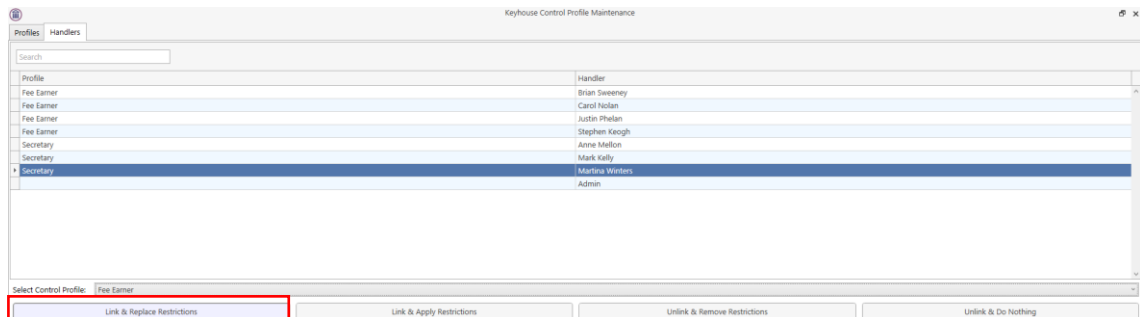 Keyhouse Control Profile Maintenance
Profiles Handlers
Search
Profile Handler
Fee Earner Brian Sweeney
Fee Earner Carol Nolan
Fee Earner Justin Phelan
Fee Earner Stephen Keogh
Secretary Anne Mellon
Secretary Mark Kelly
Secretary Martina Winters
Admin
Select Control Profile: Fee Earner
Link & Replace Restrictions Link & Apply Restrictions Unlink & Remove Restrictions Unlink & Do Nothing